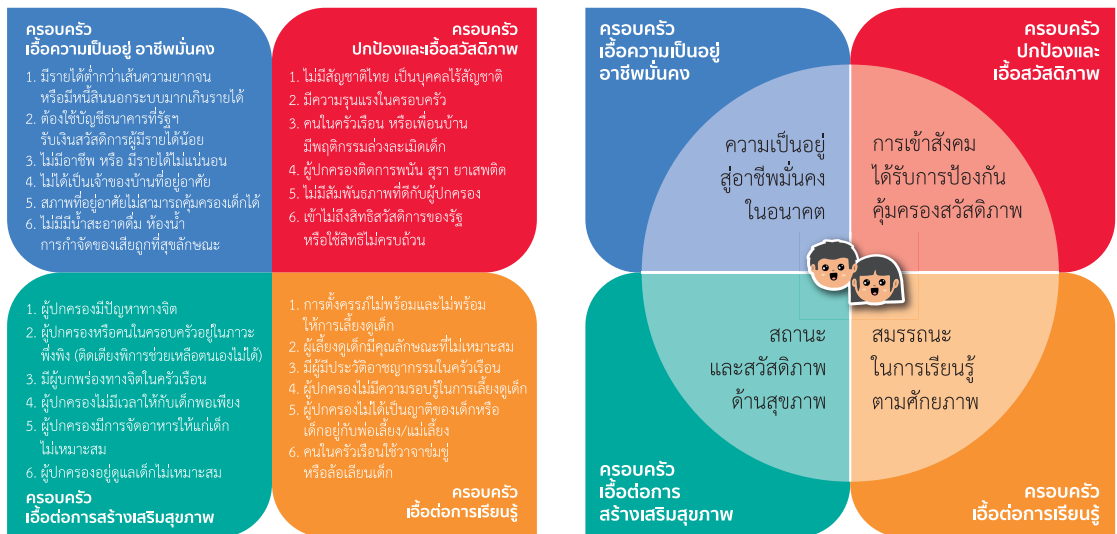 ครอบครัว
เอื้อความเป็นอยู่ อาชีพมั่นคง
1. มีรายได้ต่ำกว่าเส้นความยากจน
หรือมีหนี้สินนอกระบบมากเกินรายได้
2. ต้องใช้บัญชีธนาคารที่รัฐฯ
รับเงินสวัสดิการผู้มีรายได้น้อย
3. ไม่มีอาชีพ หรือ มีรายได้ไม่แน่นอน
4. ไม่ได้เป็นเจ้าของบ้านที่อยู่อาศัย
5. สภาพที่อยู่อาศัยไม่สามารถคุ้มครองเด็กได้
6. ไม่มีมีน้ำสะอาดดื่ม ห้องน้ำ
การกำจัดของเสียถูกที่สุขลักษณะ
ครอบครัว
ปกป้องและเอื้อสวัสดิภาพ
1. ไม่มีสัญชาติไทย เป็นบุคคลไร้สัญชาติ
2. มีความรุนแรงในครอบครัว
3. คนในครัวเรือน หรือเพื่อนบ้าน
มีพฤติกรรมล่วงละเมิดเด็ก
4. ผู้ปกครองติดการพนัน สุรา ยาเสพติด
5. ไม่มีสัมพันธภาพที่ดีกับผู้ปกครอง
6. เข้าไม่ถึงสิทธิสวัสดิการของรัฐ
หรือใช้สิทธิไม่ครบถ้วน
1. ผู้ปกครองมีปัญหาทางจิต
2. ผู้ปกครองหรือคนในครอบครัวอยู่ในภาวะ
พึ่งพิง (ติดเตียงพิการช่วยเหลือตนเองไม่ได้)
3. มีผู้บกพร่องทางจิตในครัวเรือน
4. ผู้ปกครองไม่มีเวลาให้กับเด็กพอเพียง
5. ผู้ปกครองมีการจัดอาหารให้แก่เด็ก
ไม่เหมาะสม
6. ผู้ปกครองอยู่ดูแลเด็กไม่เหมาะสม
ครอบครัว
เอื้อต่อการสร้างเสริมสุขภาพ
1. การตั้งครรภ์ไม่พร้อมและไม่พร้อม
ให้การเลี้ยงดูเด็ก
2. ผู้เลี้ยงดูเด็กมีคุณลักษณะที่ไม่เหมาะสม
3. มีผู้มีประวัติอาชญากรรมในครัวเรือน
4. ผู้ปกครองไม่มีความรอบรู้ในการเลี้ยงดูเด็ก
5. ผู้ปกครองไม่ได้เป็นญาติของเด็กหรือ
เด็กอยู่กับพ่อเลี้ยง/แม่เลี้ยง
6. คนในครัวเรือนใช้วาจาข่มขู่
หรือล้อเลียนเด็ก
ครอบครัว
เอื้อต่อการเรียนรู้
ครอบครัว
เอื้อความเป็นอยู่
อาชีพมั่นคง
ครอบครัว
ปกป้องและ
เอื้อสวัสดิภาพ
ความเป็นอยู่
สู่อาชีพมั่นคง
ในอนาคต
การเข้าสังคม
ได้รับการป้องกัน
คุ้มครองสวัสดิภาพ
สถานะ
และสวัสดิภาพ
ด้านสุขภาพ
สมรรถนะ
ในการเรียนรู้
ตามศักยภาพ
ครอบครัว
เอื้อต่อการ
สร้างเสริมสุขภาพ
ครอบครัว
เอื้อต่อการเรียนรู้